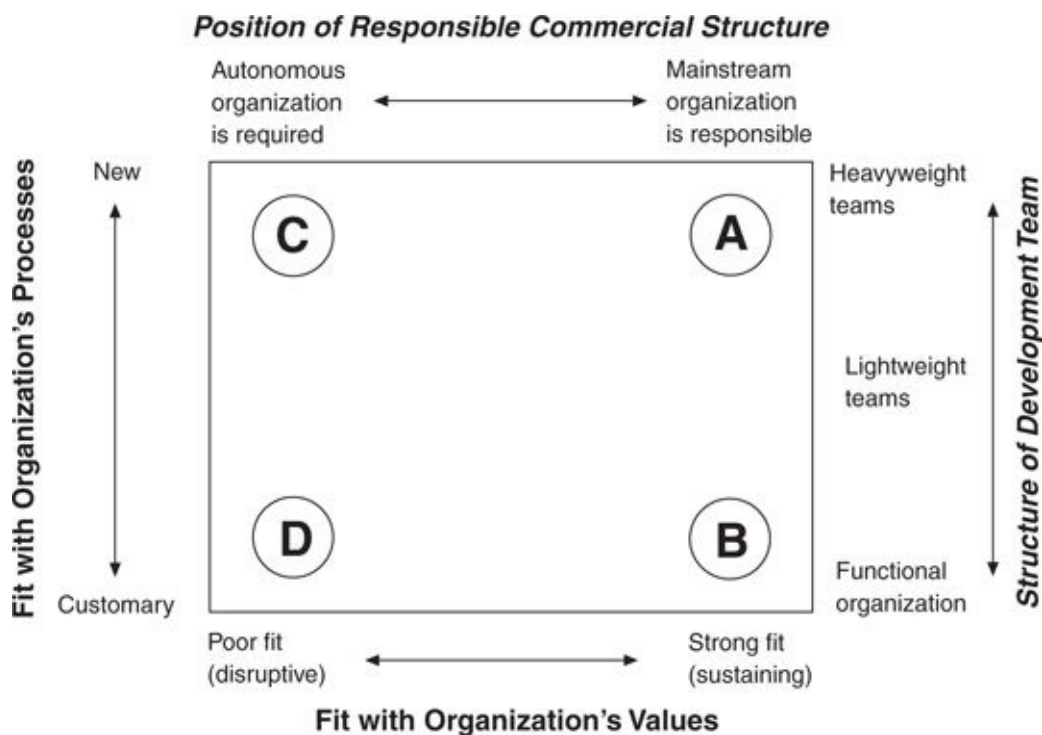 Position of Responsible Commercial Structure
Autonomous
organization
is required
Mainstream
organization
is responsible
Fit with Organization's Processes
New
Customary
C
A
D
B
Heavyweight
teams
Lightweight
teams
Functional
organization
Structure of Development Team
Poor fit
(disruptive)
Strong fit
(sustaining)
Fit with Organization's Values